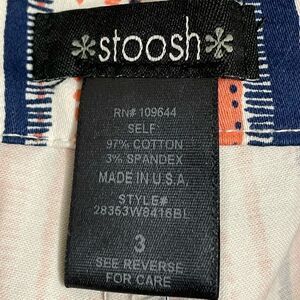 *stoosh*
RN# 109644
SELF
97% COTTON
3% SPANDEX
MADE IN U.S.A.
STYLE#
28353W8416BL
3
SEE REVERSE
FOR CARE